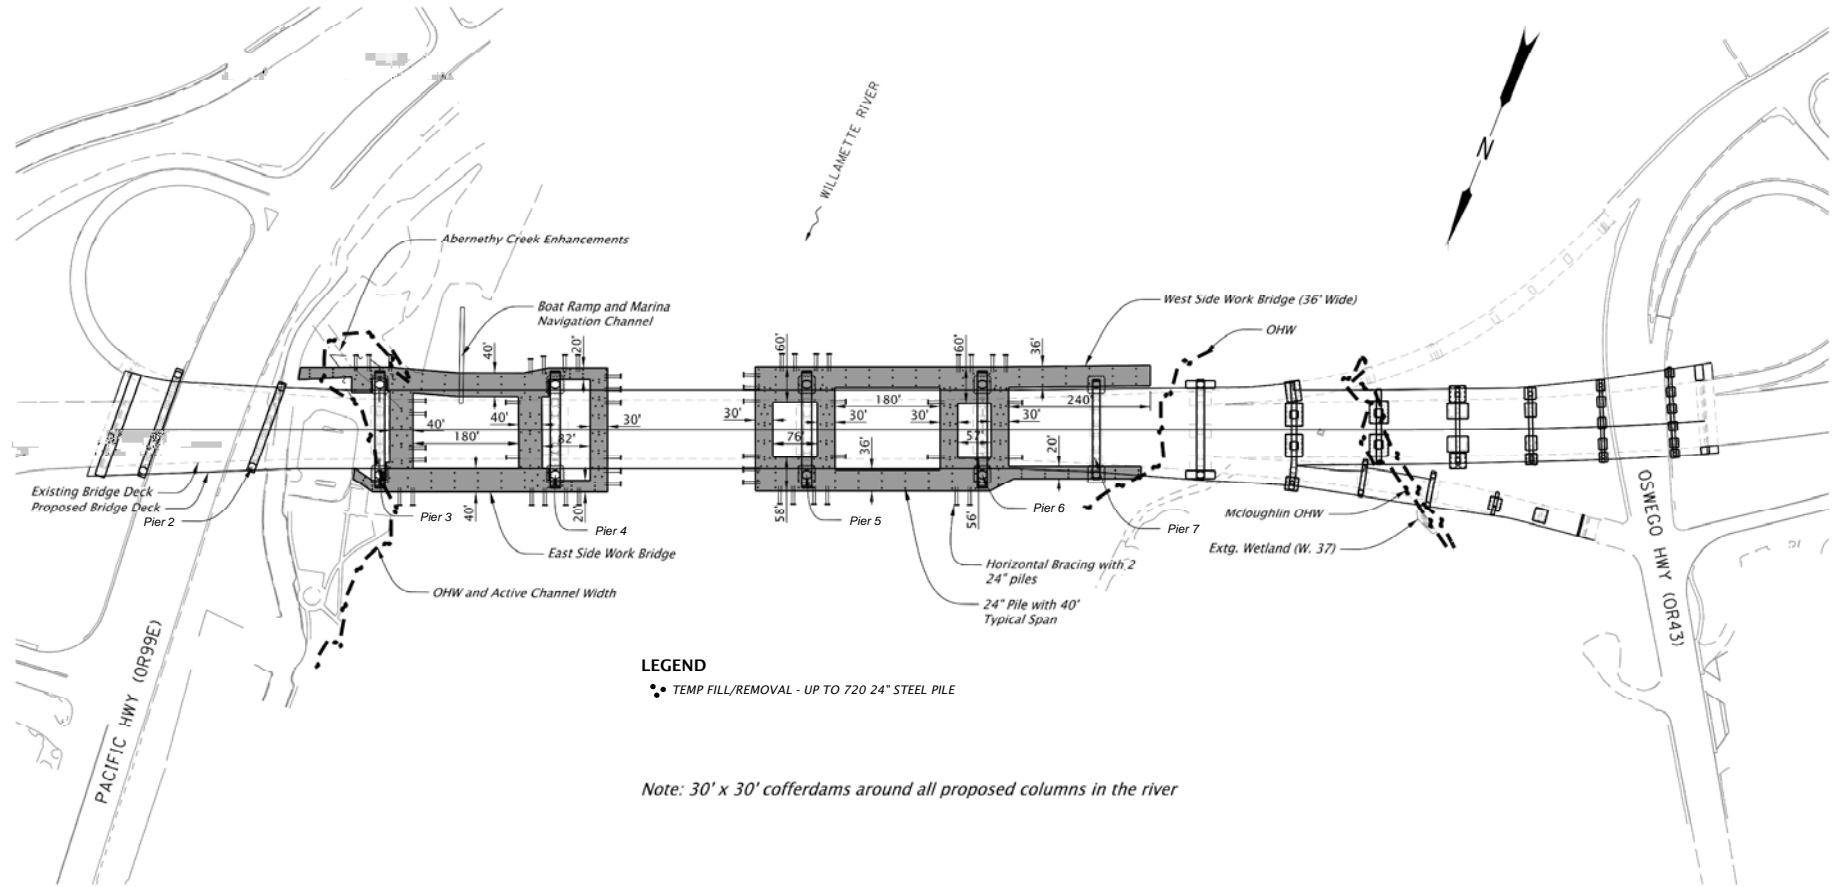 WILLAMETTE RIVER
N
Abernethy Creek Enhancements
Boat Ramp and Marina
Navigation Channel
West Side Work Bridge (36' Wide)
OHW
40'
20'
60'
60'
36'
180'
240'
40'
40'
30'
30'
30'
30'
30'
180'
82'
76'
57'
36'
20'
Existing Bridge Deck
Proposed Bridge Deck
Pier 2
Pier 3
40'
Pier 4
20'
58'
Pier 5
56'
Pier 6
Pier 7
Mcloughlin OHW
Extg. Wetland (W. 37)
East Side Work Bridge
Horizontal Bracing with 2
24" piles
OHW and Active Channel Width
24" Pile with 40'
Typical Span
PACIFIC HWY (OR99E)
OSWEGO HWY (OR43)
LEGEND
TEMP FILL/REMOVAL - UP TO 720 24" STEEL PILE
Note: 30' x 30' cofferdams around all proposed columns in the river